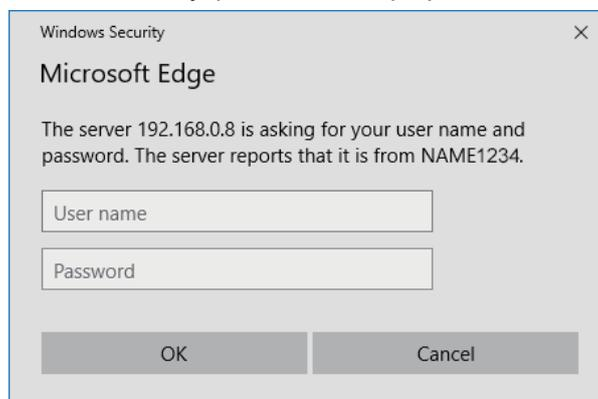 Windows Security
Microsoft Edge
The server 192.168.0.8 is asking for your user name and
password. The server reports that it is from NAME1234.
User name
Password
OK Cancel